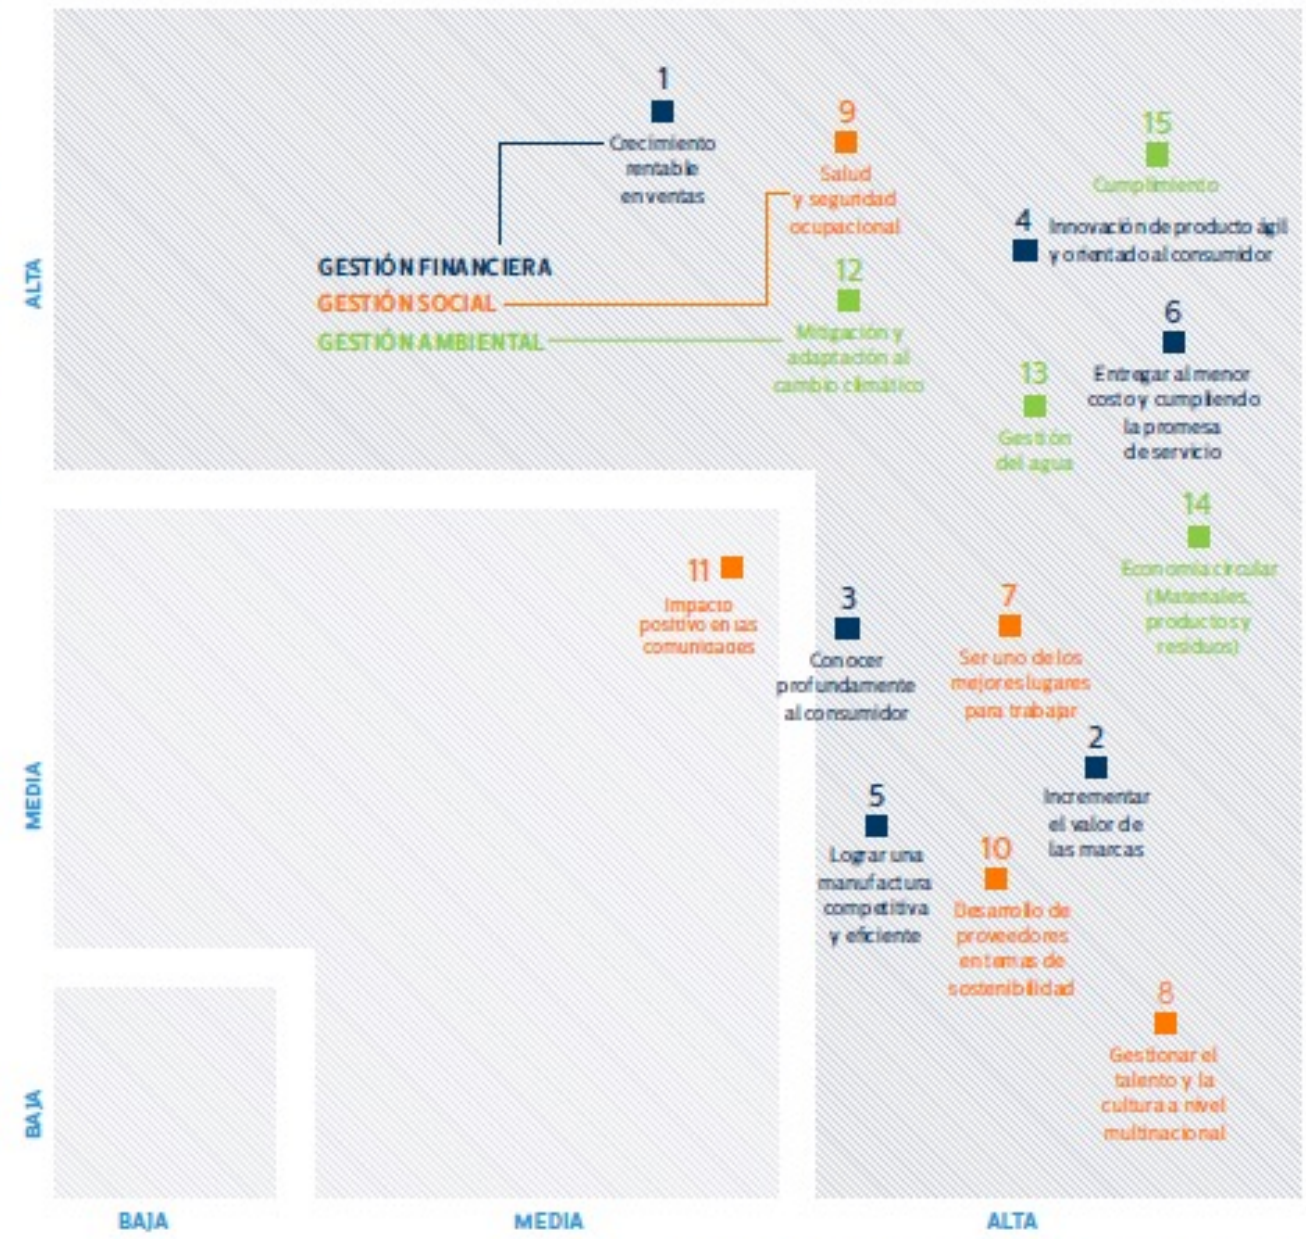 1
Crecimiento
rentable
en ventas
9
Salud
y seguridad
ocupacional
15
Cumplimiento
4
Innovación de producto ágil
y orientado al consumidor
GESTIÓN FINANCIERA
GESTIÓN SOCIAL
GESTIÓN AMBIENTAL
12
Mitigación y
adaptación al
cambio climático
6
Entregar al menor
costo y cumpliendo
la promesa
de servicio
13
Gestión
del agua
14
Economía circular
(Materiales,
productos y
residuos)
ALTA
11
Impacto
positivo en las
comunidades
3
Conocer
profundamente
al consumidor
7
Ser uno de los
mejores lugares
para trabajar
2
Incrementar
el valor de
las marcas
5
Lograr una
manufactura
competitiva
y eficiente
10
Desarrollo de
proveedores
en temas de
sostenibilidad
8
Gestionar el
talento y la
cultura a nivel
multinacional
MEDIA
BAJA
BAJA
MEDIA
ALTA